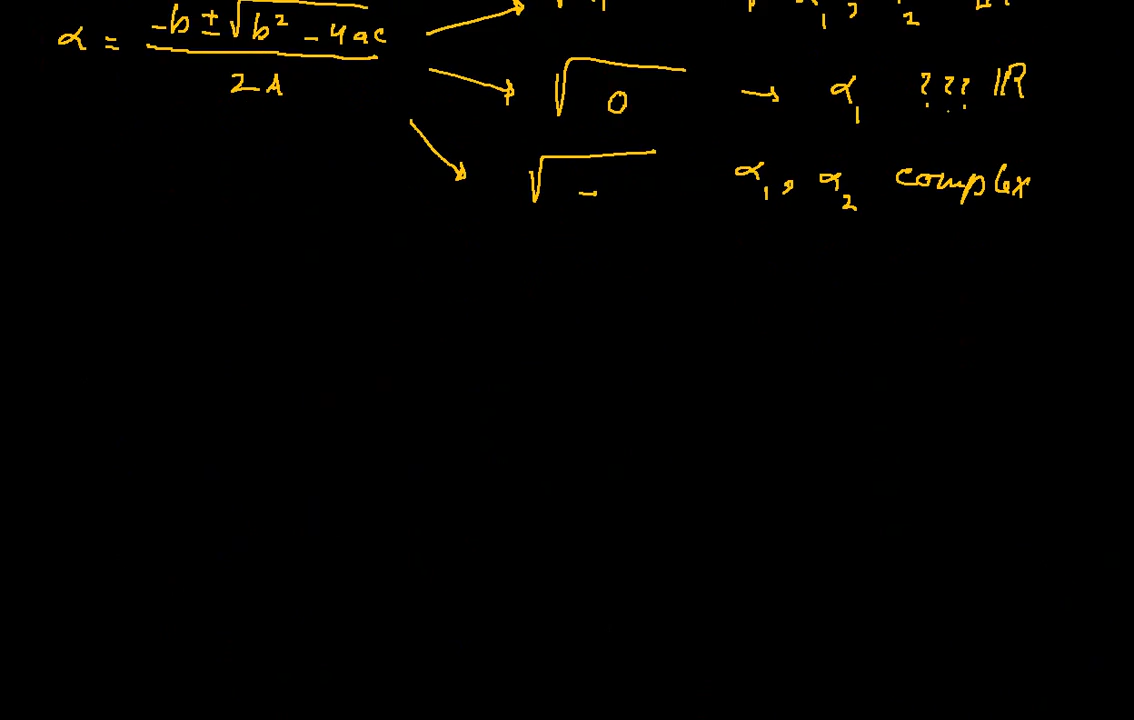 α = (-b ± √(b² - 4ac)) / 2A
√0 → α₁ ??? ℝ
√- α₁, α₂ complex